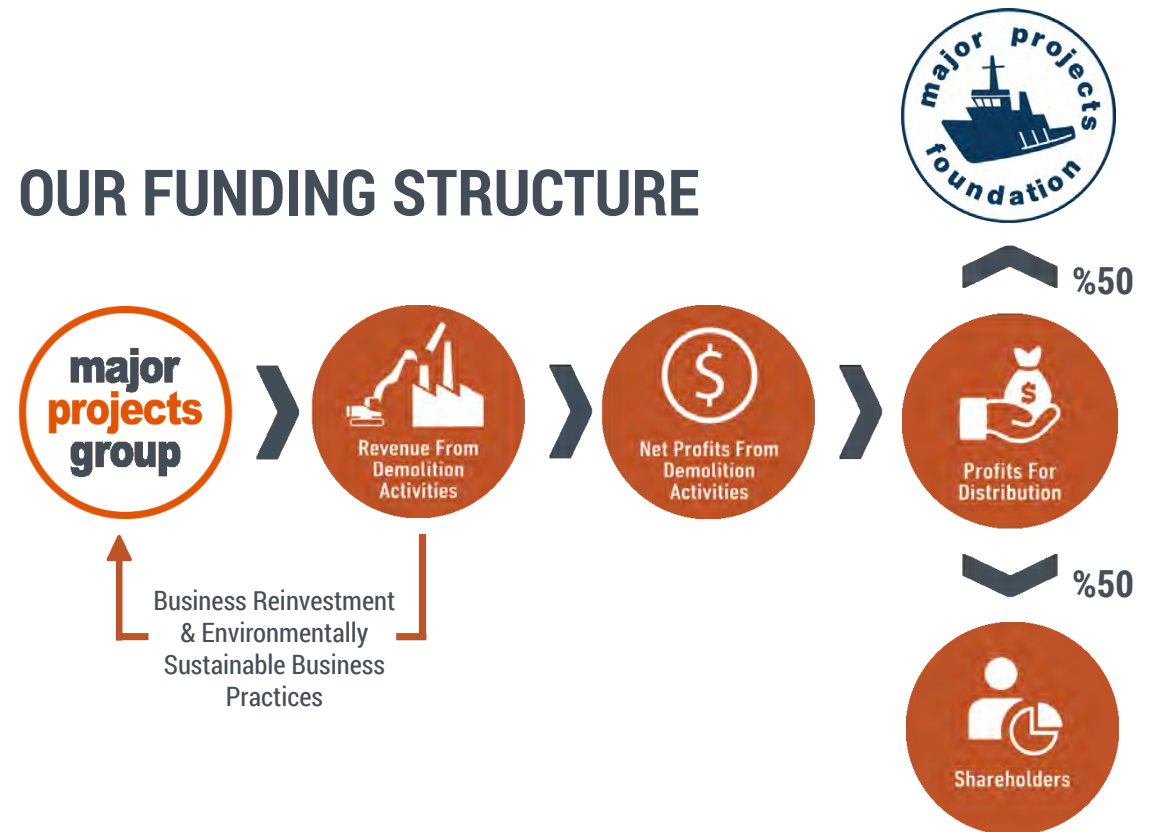 major projects
foundation
OUR FUNDING STRUCTURE
%50
major
projects
group
Revenue From
Demolition
Activities
$
Net Profits From
Demolition
Activities
$
Profits For
Distribution
Business Reinvestment
& Environmentally
Sustainable Business
Practices
%50
Shareholders